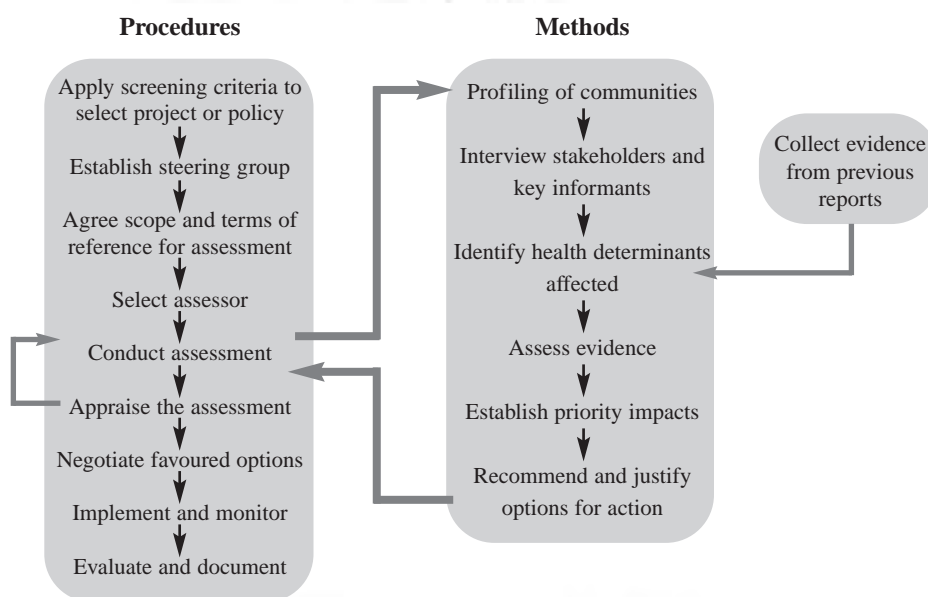 Procedures
Apply screening criteria to
select project or policy
Establish steering group
Agree scope and terms of
reference for assessment
Select assessor
Conduct assessment
Appraise the assessment
Negotiate favoured options
Implement and monitor
Evaluate and document
Methods
Profiling of communities
Interview stakeholders and
key informants
Identify health determinants
affected
Assess evidence
Establish priority impacts
Recommend and justify
options for action
Collect evidence
from previous
reports